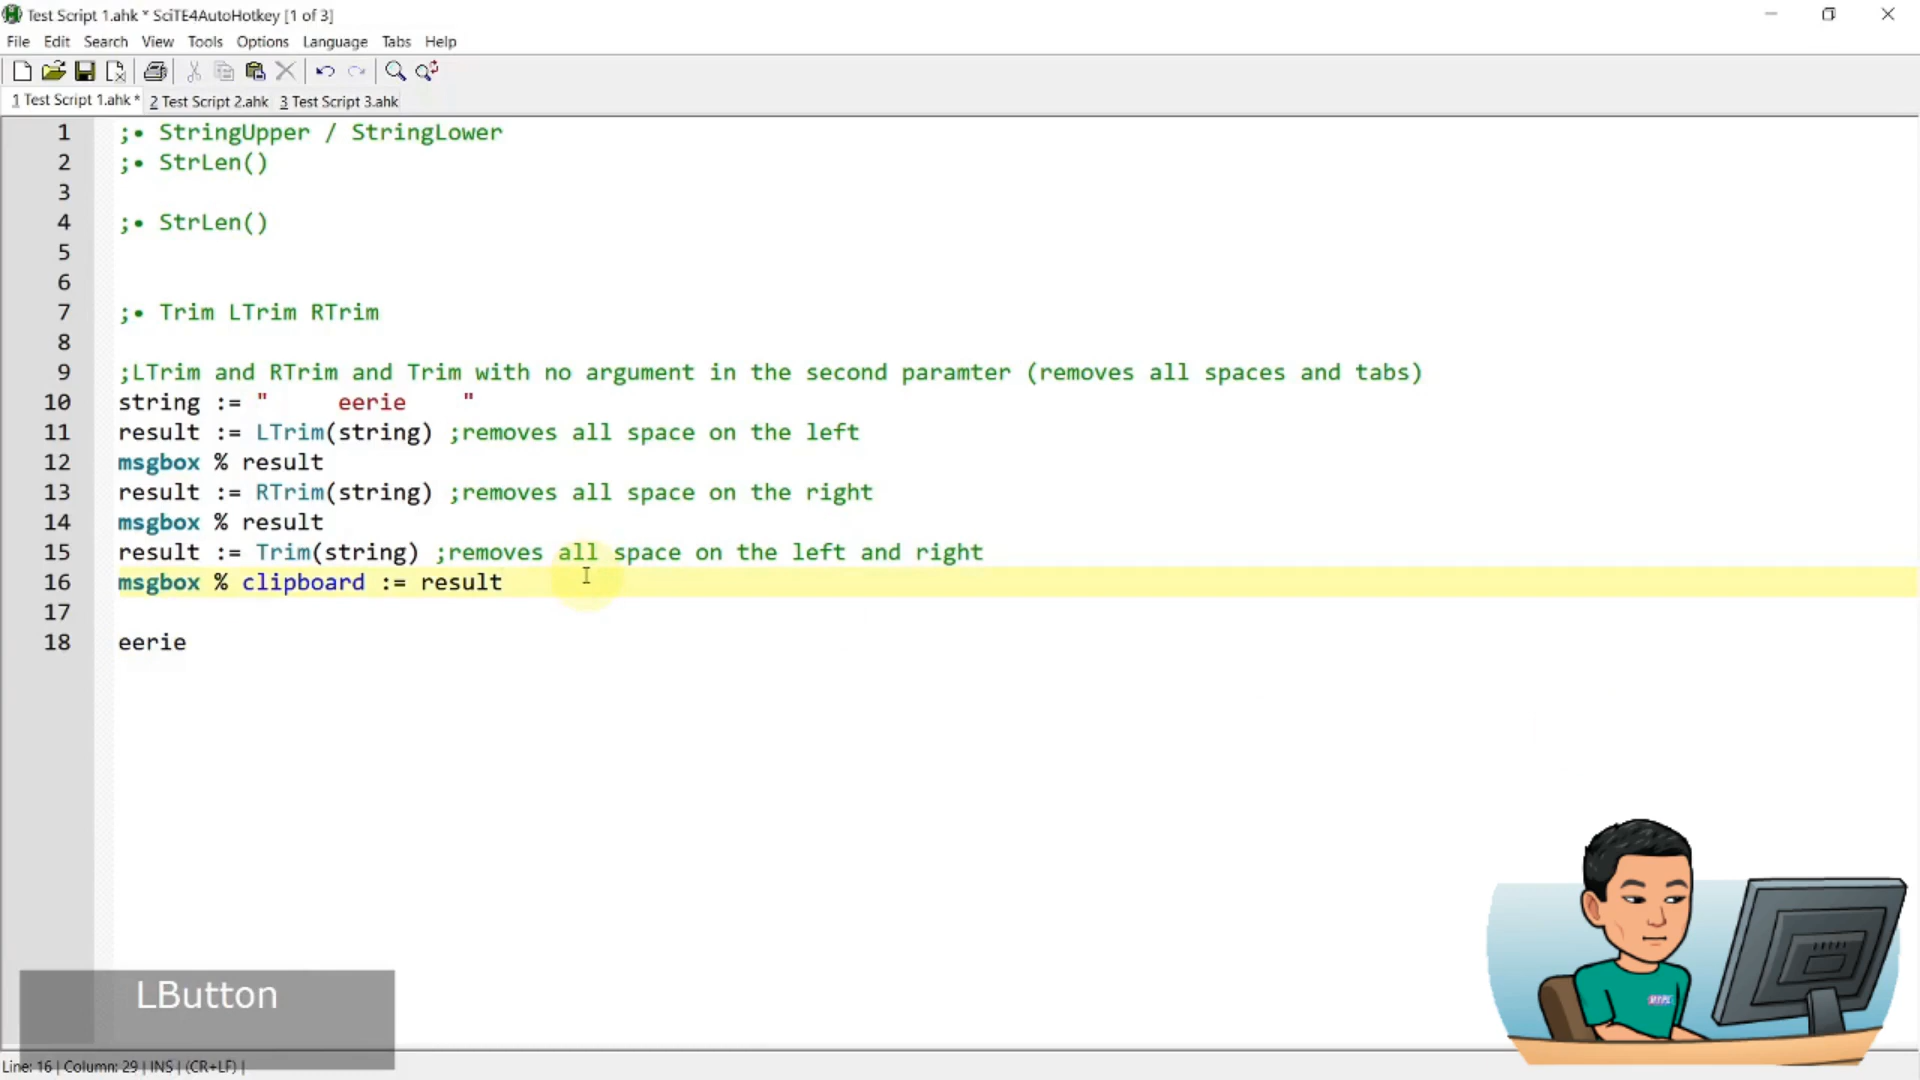 Test Script 1.ahk * SciTE4AutoHotkey [1 of 3]
File Edit Search View Tools Options Language Tabs Help
1 Test Script 1.ahk * 2 Test Script 2.ahk 3 Test Script 3.ahk
1 ;• StringUpper / StringLower
2 ;• StrLen()
3
4 ;• StrLen()
5
6
7 ;• Trim LTrim RTrim
8
9 ;LTrim and RTrim and Trim with no argument in the second paramter (removes all spaces and tabs)
10 string := "     eerie    "
11 result := LTrim(string) ;removes all space on the left
12 msgbox % result
13 result := RTrim(string) ;removes all space on the right
14 msgbox % result
15 result := Trim(string) ;removes all space on the left and right
16 msgbox % clipboard := result
17
18 eerie
LButton
Line: 16 | Column: 29 | INS | (CR+LF) |